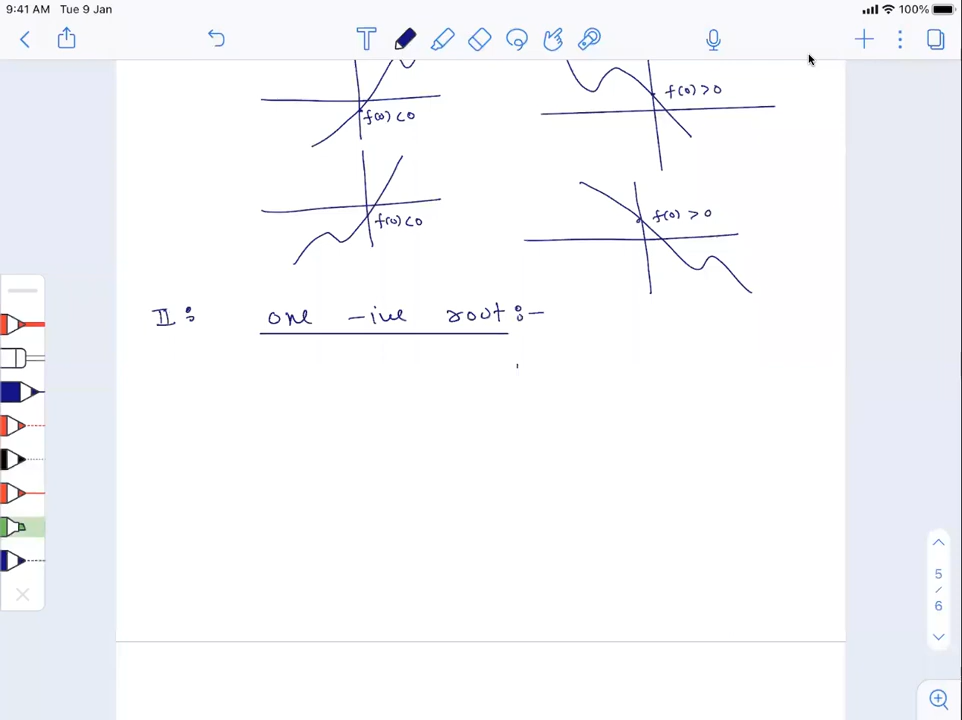 9:41 AM Tue 9 Jan 100%
f(0) < 0
f(0) > 0
f(0) < 0
f(0) > 0
II : one -ive root :-
5
/
6